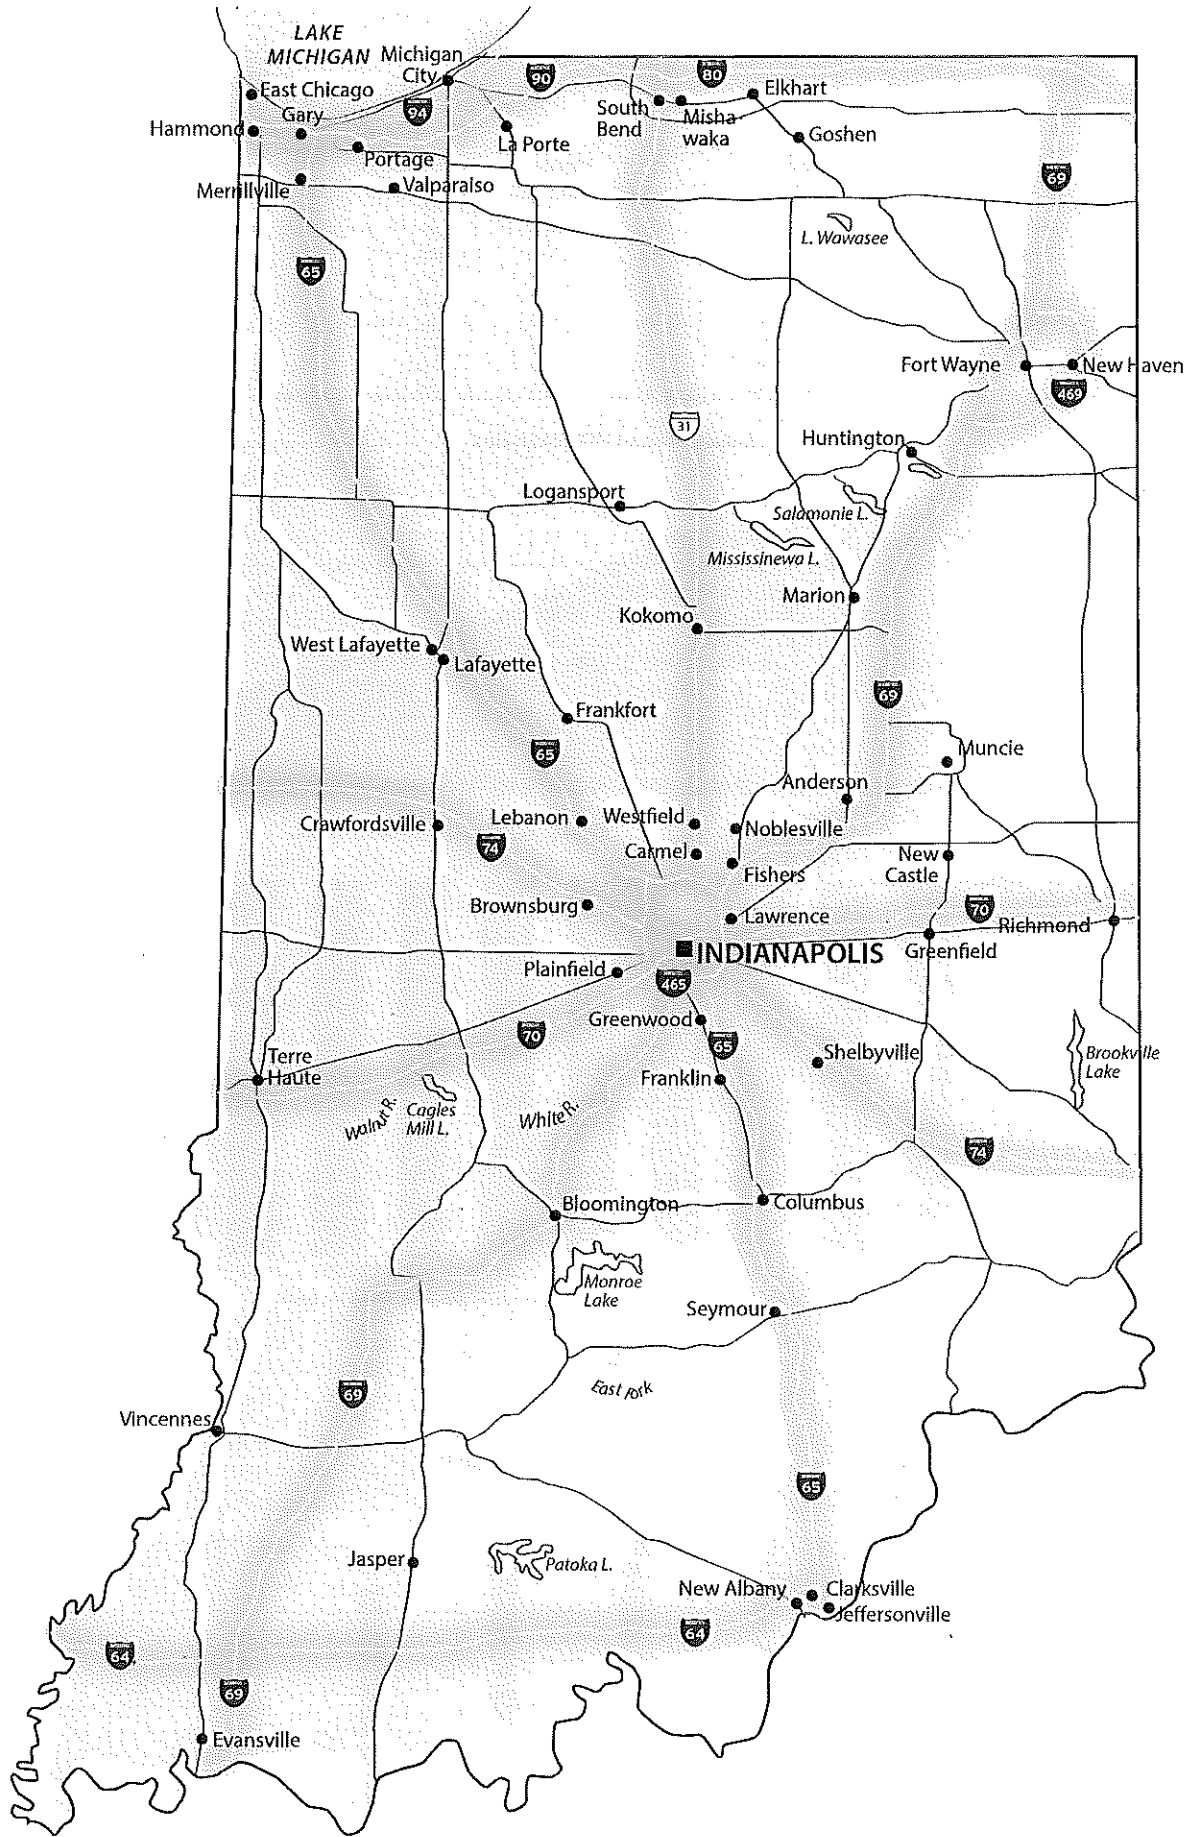 LAKE
MICHIGAN
Michigan
City
90
80
East Chicago
94
Elkhart
Gary
South
Bend
Misha
waka
Hammond
La Porte
Goshen
Portage
69
Merrillville
Valparaiso
L. Wawasee
65
Fort Wayne
New Haven
469
31
Huntington
Logansport
Salamonie L.
Mississinewa L.
Marion
Kokomo
West Lafayette
Lafayette
69
Frankfort
65
Muncie
Anderson
Crawfordsville
Lebanon
Westfield
Noblesville
74
Carmel
Fishers
New
Castle
Brownsburg
Lawrence
70
Richmond
INDIANAPOLIS
Greenfield
Plainfield
465
Greenwood
70
65
Shelbyville
Brookville
Lake
Terre
Haute
Franklin
Walnut R.
Cagles
Mill L.
White R.
74
Bloomington
Columbus
Monroe
Lake
Seymour
69
East Fork
Vincennes
65
Jasper
Patoka L.
New Albany
Clarksville
Jeffersonville
64
64
69
Evansville